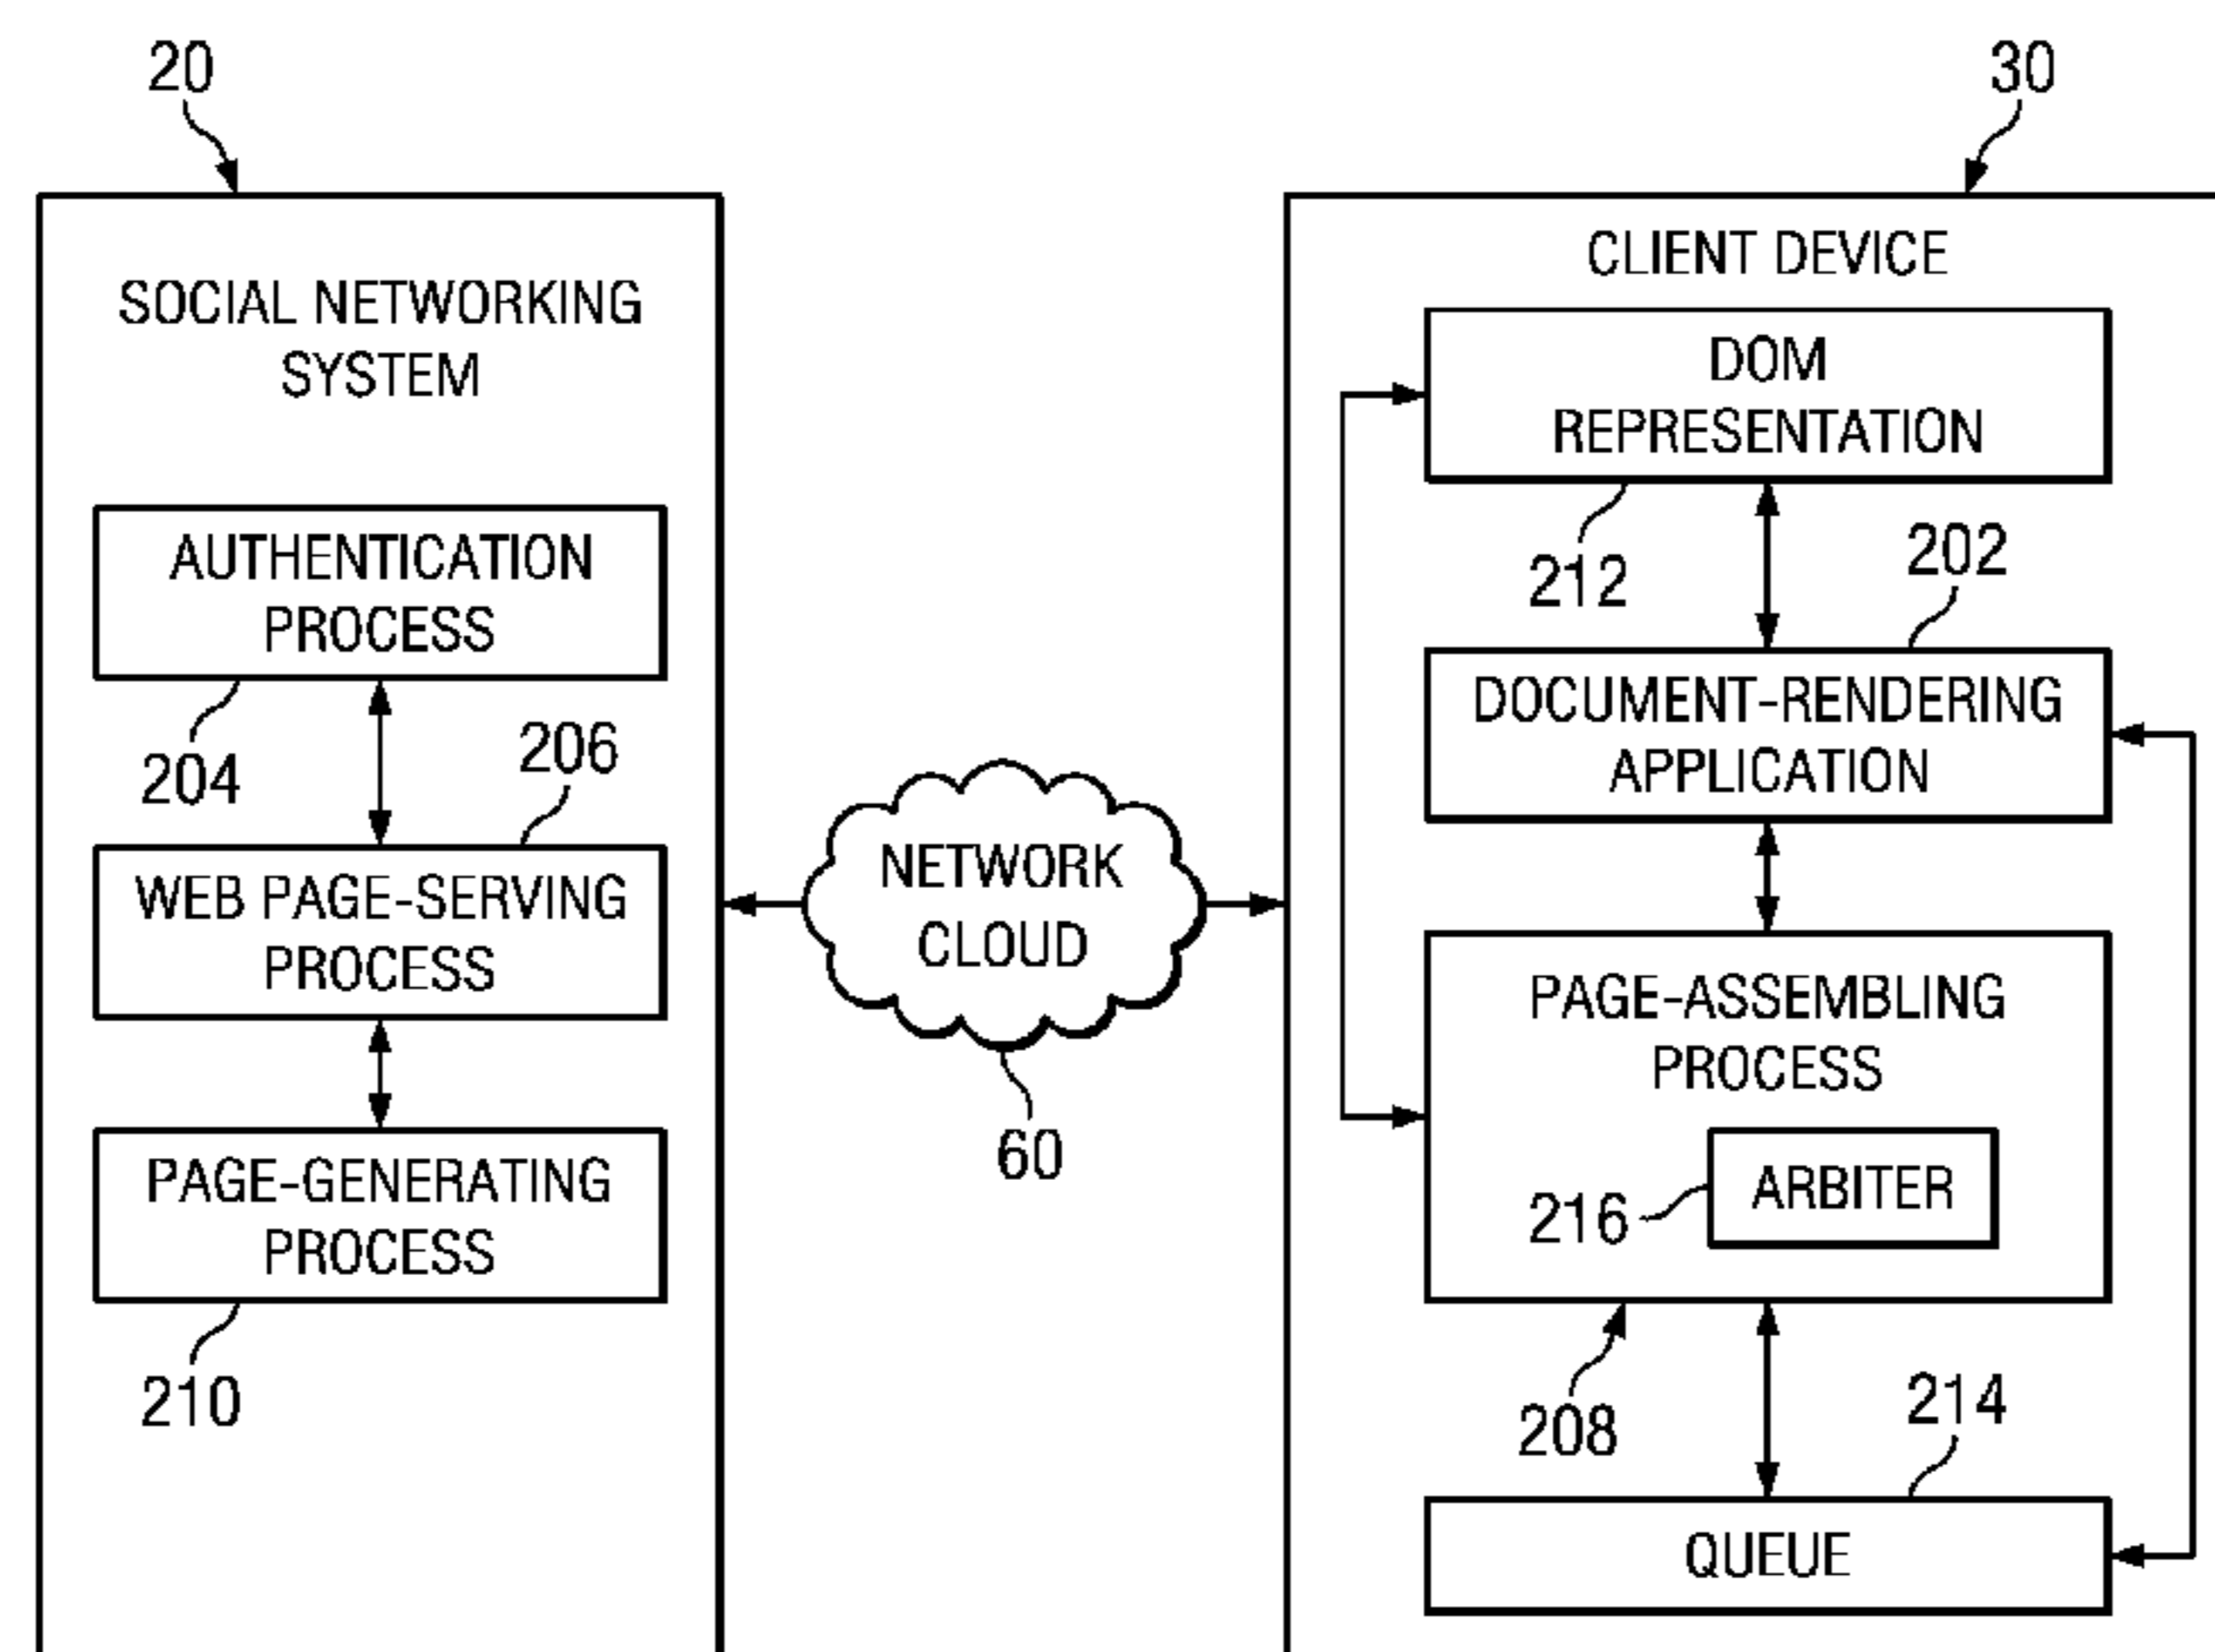 20
SOCIAL NETWORKING
SYSTEM
AUTHENTICATION
PROCESS
204
206
WEB PAGE-SERVING
PROCESS
PAGE-GENERATING
PROCESS
210
NETWORK
CLOUD
60
30
CLIENT DEVICE
DOM
REPRESENTATION
212
202
DOCUMENT-RENDERING
APPLICATION
PAGE-ASSEMBLING
PROCESS
216
ARBITER
208
214
QUEUE